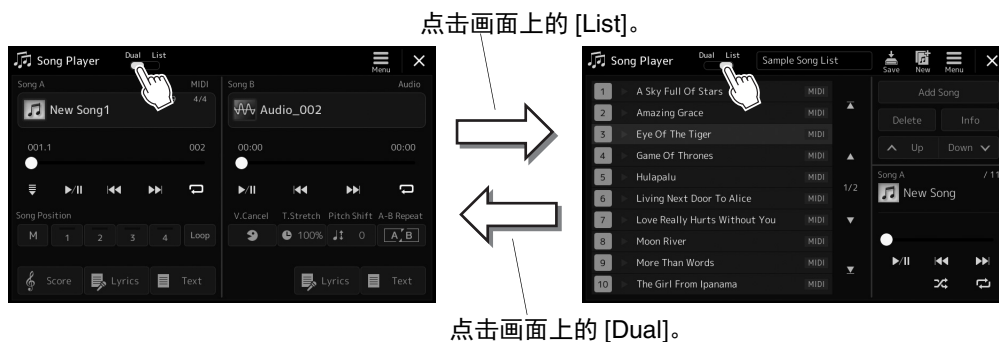 点击画面上的 [List]。
Song Player Dual List Menu
Song A MIDI
New Song1 4/4
001.1 002
Song Position
M 1 2 3 4 Loop
Score Lyrics Text
Song B Audio
Audio_002
00:00 00:00
V.Cancel T.Stretch Pitch Shift A-B Repeat
100% 0 A B
Lyrics Text
Song Player Dual List Sample Song List Save New Menu
1 A Sky Full Of Stars MIDI
2 Amazing Grace MIDI
3 Eye Of The Tiger MIDI
4 Game Of Thrones MIDI
5 Hulapalu MIDI
6 Living Next Door To Alice MIDI
7 Love Really Hurts Without You MIDI
8 Moon River MIDI
9 More Than Words MIDI
10 The Girl From Ipanama MIDI
1/2
Add Song
Delete Info
Up Down
Song A / 11
New Song
点击画面上的 [Dual]。